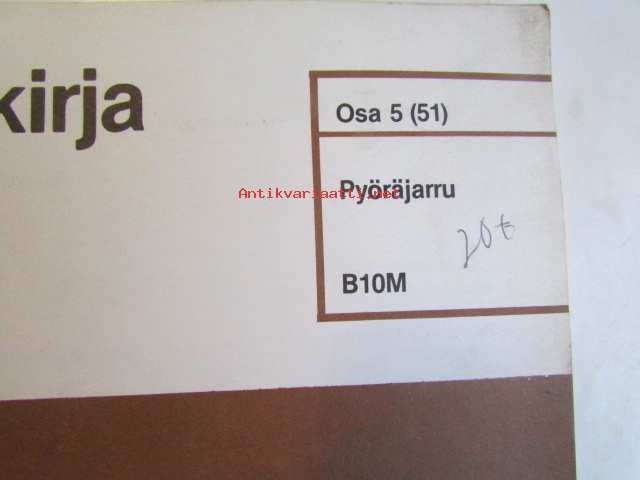 kirja
Osa 5 (51)
Pyöräjarru
Antikvariaatti.net
20€
B10M